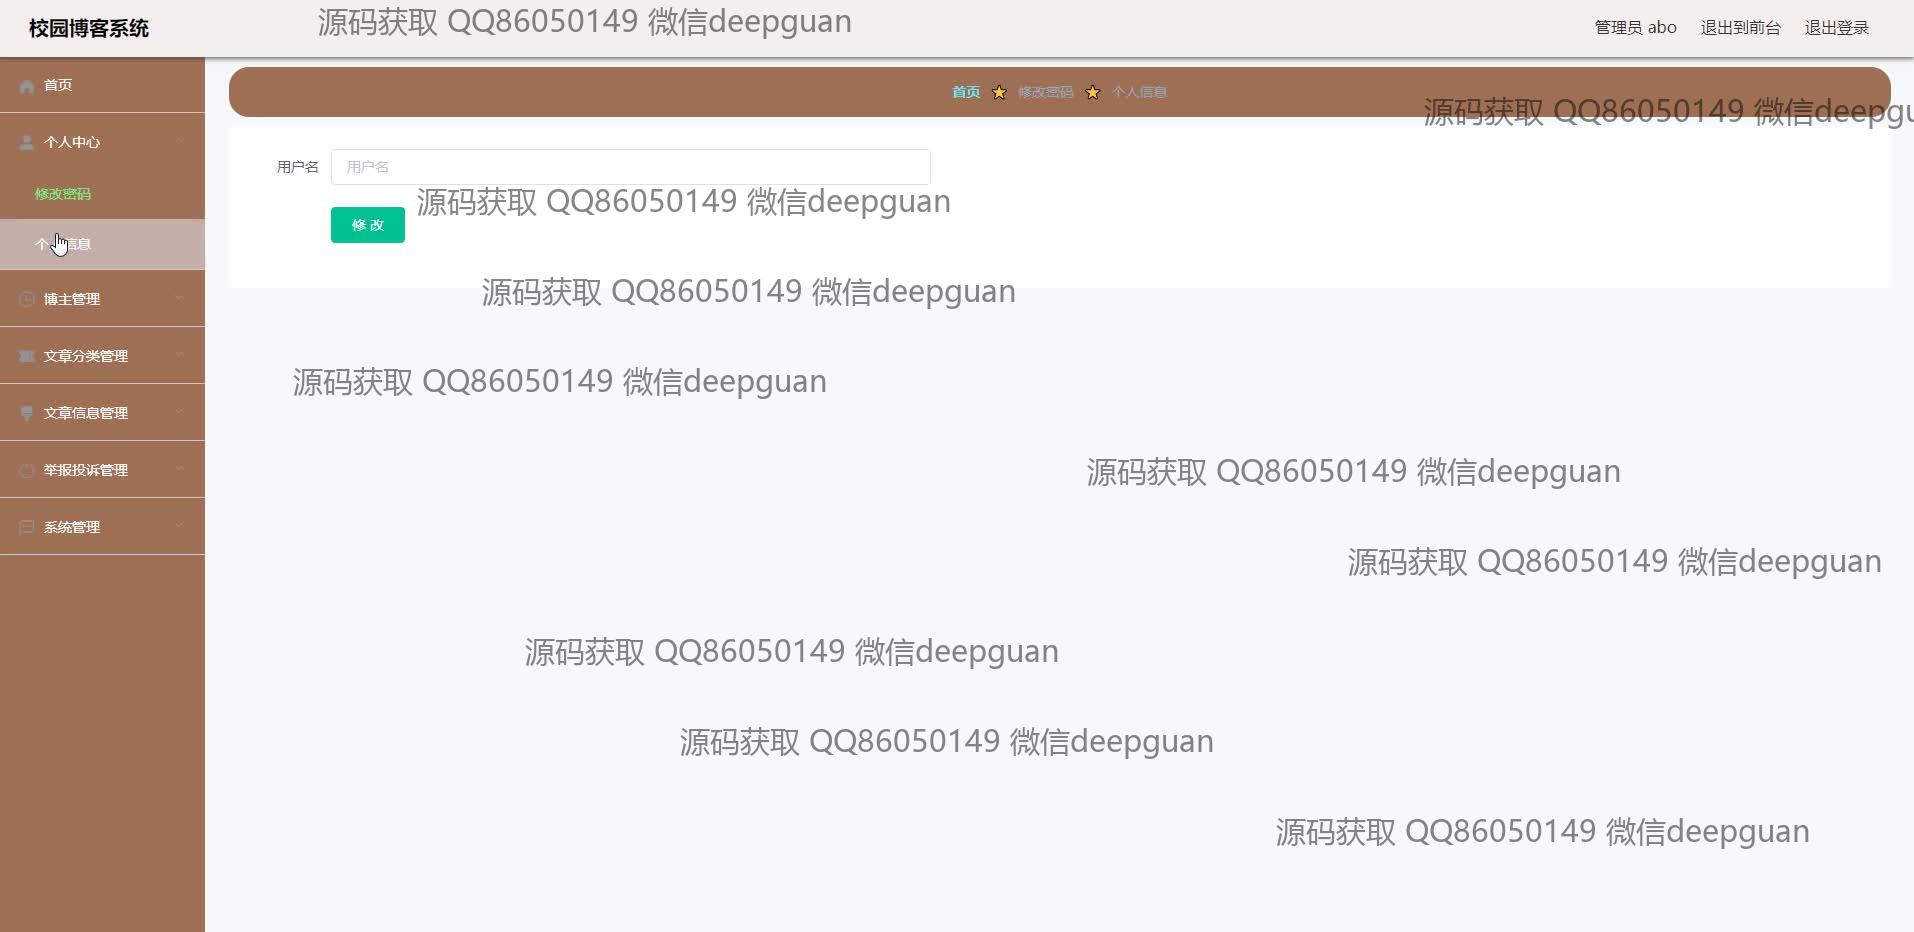 校园博客系统
源码获取 QQ86050149 微信deepguan
管理员 abo 退出到前台 退出登录
首页
首页 修改密码 个人信息
源码获取 QQ86050149 微信deepgu
个人中心
用户名 用户名
修改密码
源码获取 QQ86050149 微信deepguan
修 改
个 信息
源码获取 QQ86050149 微信deepguan
博主管理
文章分类管理
源码获取 QQ86050149 微信deepguan
文章信息管理
举报投诉管理
源码获取 QQ86050149 微信deepguan
系统管理
源码获取 QQ86050149 微信deepguan
源码获取 QQ86050149 微信deepguan
源码获取 QQ86050149 微信deepguan
源码获取 QQ86050149 微信deepguan